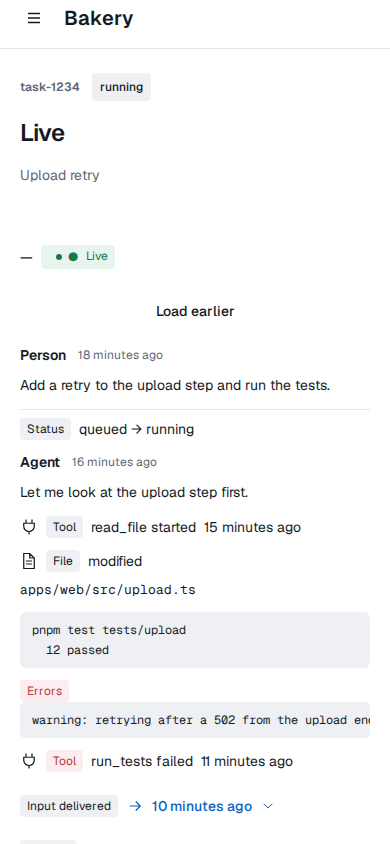 Bakery
task-1234 running
Live
Upload retry
— Live
Load earlier
Person 18 minutes ago
Add a retry to the upload step and run the tests.
Status queued → running
Agent 16 minutes ago
Let me look at the upload step first.
Tool read_file started 15 minutes ago
File modified
apps/web/src/upload.ts
pnpm test tests/upload
12 passed
Errors
warning: retrying after a 502 from the upload
Tool run_tests failed 11 minutes ago
Input delivered → 10 minutes ago